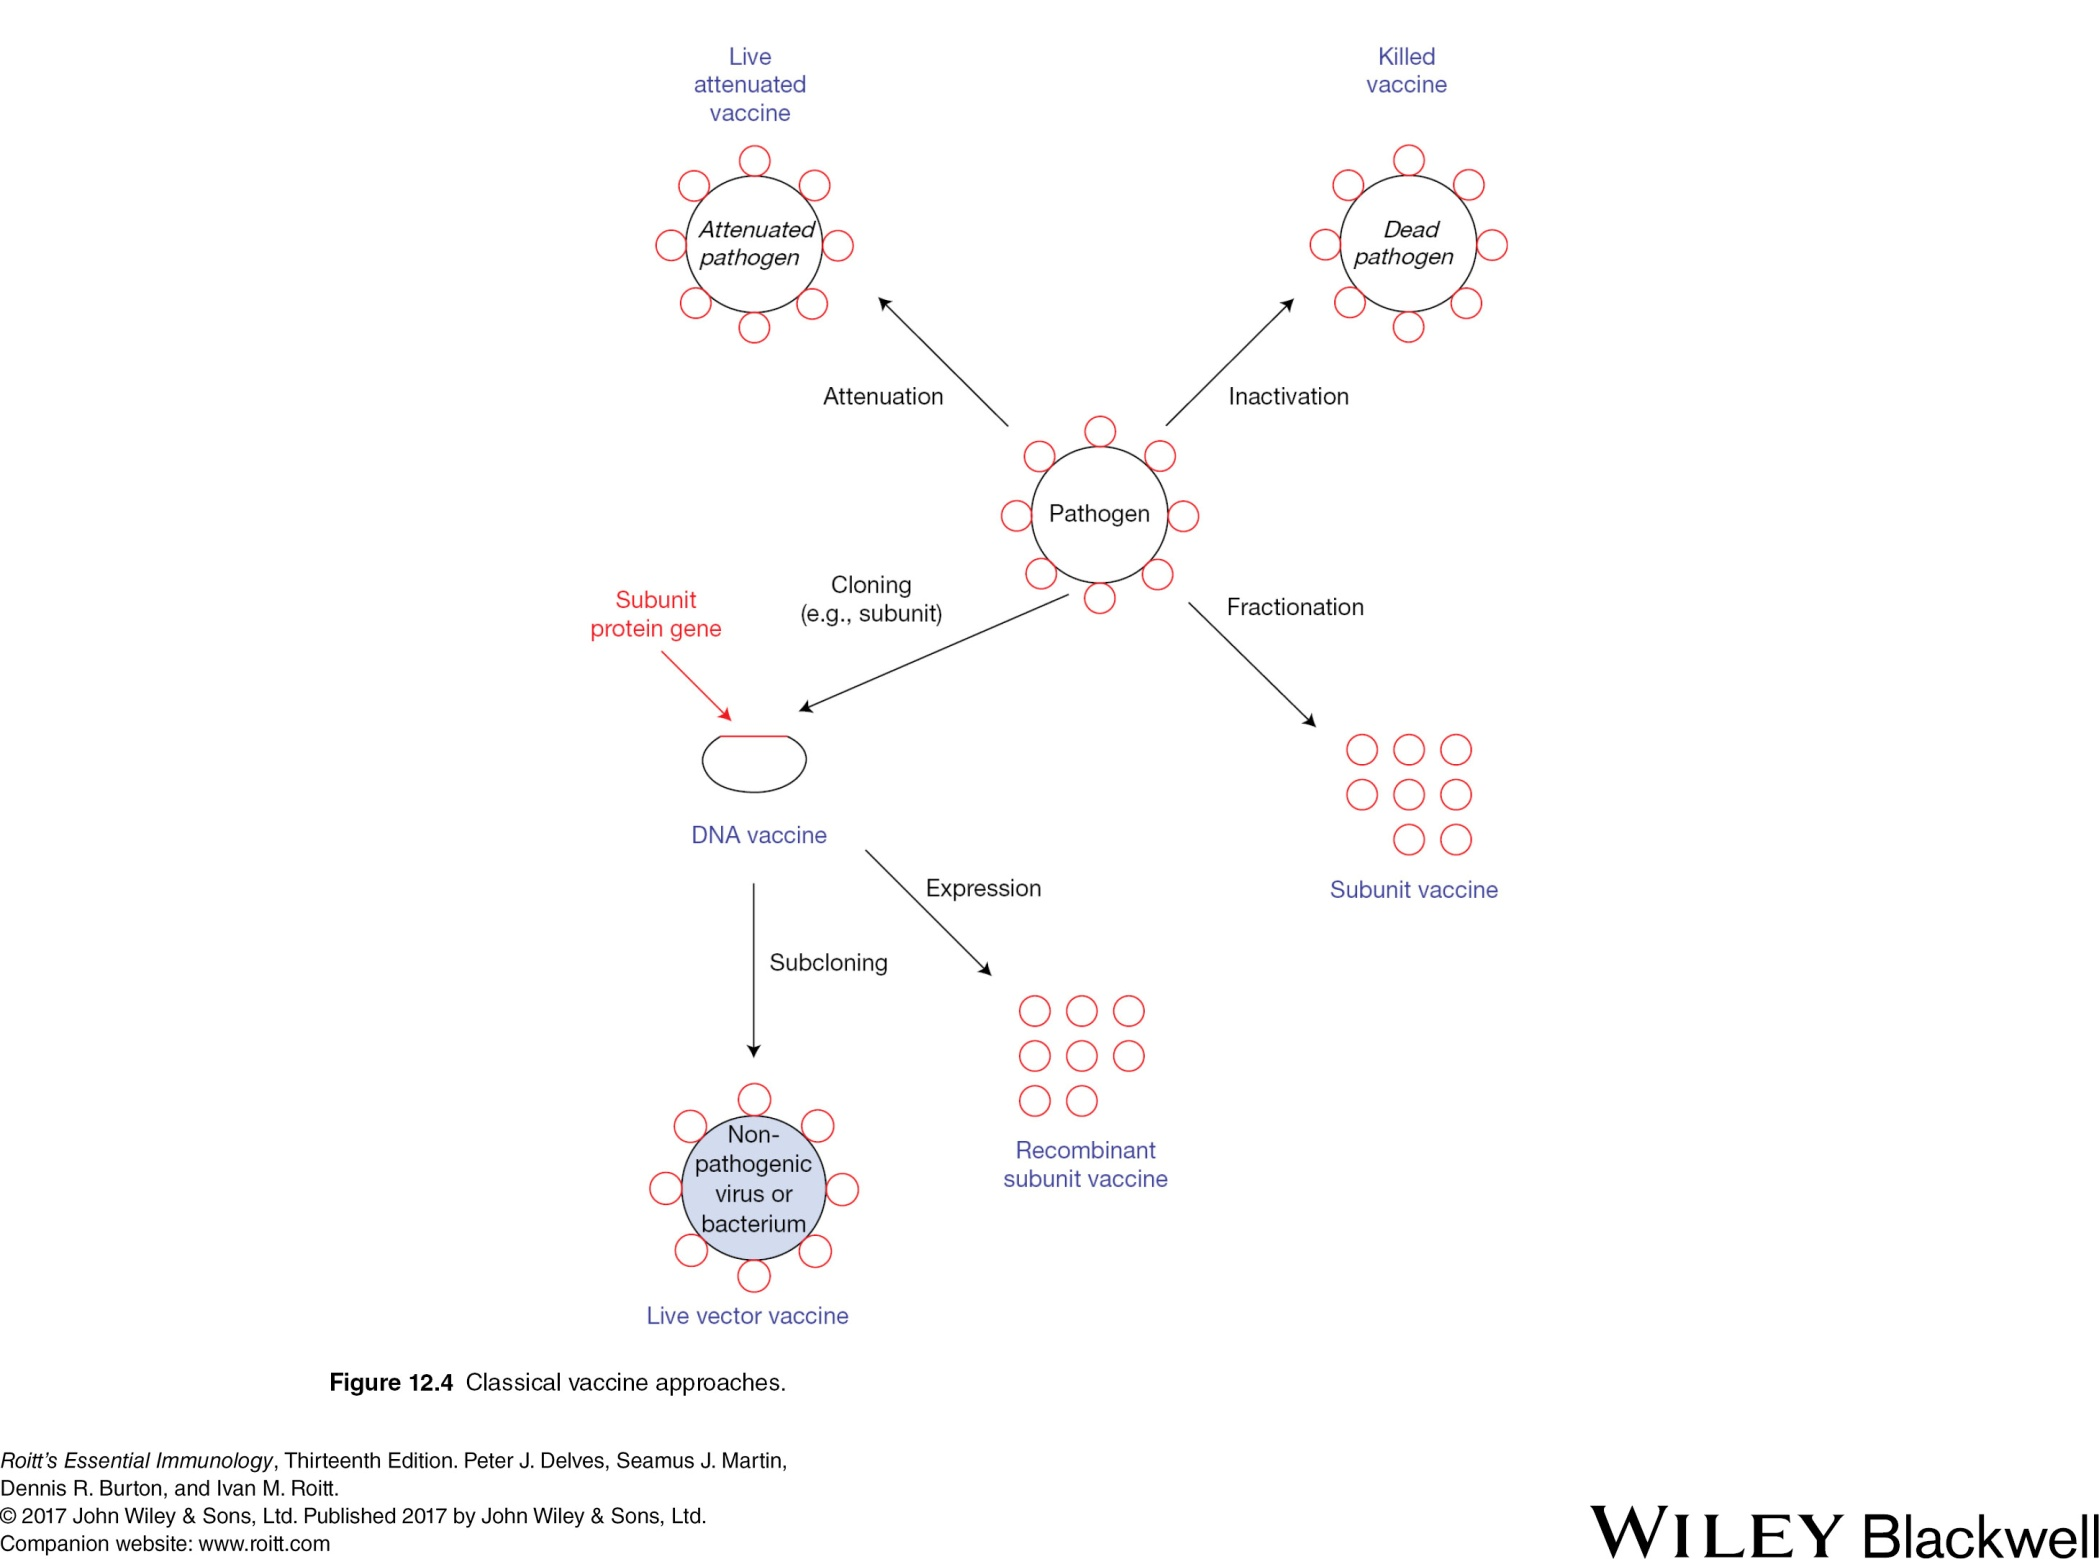 Live
attenuated
vaccine
Killed
vaccine
Attenuated
pathogen
Dead
pathogen
Attenuation
Inactivation
Pathogen
Cloning
(e.g., subunit)
Subunit
protein gene
Fractionation
DNA vaccine
Subunit vaccine
Expression
Subcloning
Non-
pathogenic
virus or
bacterium
Recombinant
subunit vaccine
Live vector vaccine
Figure 12.4 Classical vaccine approaches.
Roitt’s Essential Immunology, Thirteenth Edition. Peter J. Delves, Seamus J. Martin,
Dennis R. Burton, and Ivan M. Roitt.
© 2017 John Wiley & Sons, Ltd. Published 2017 by John Wiley & Sons, Ltd.
Companion website: www.roitt.com
WILEY Blackwell